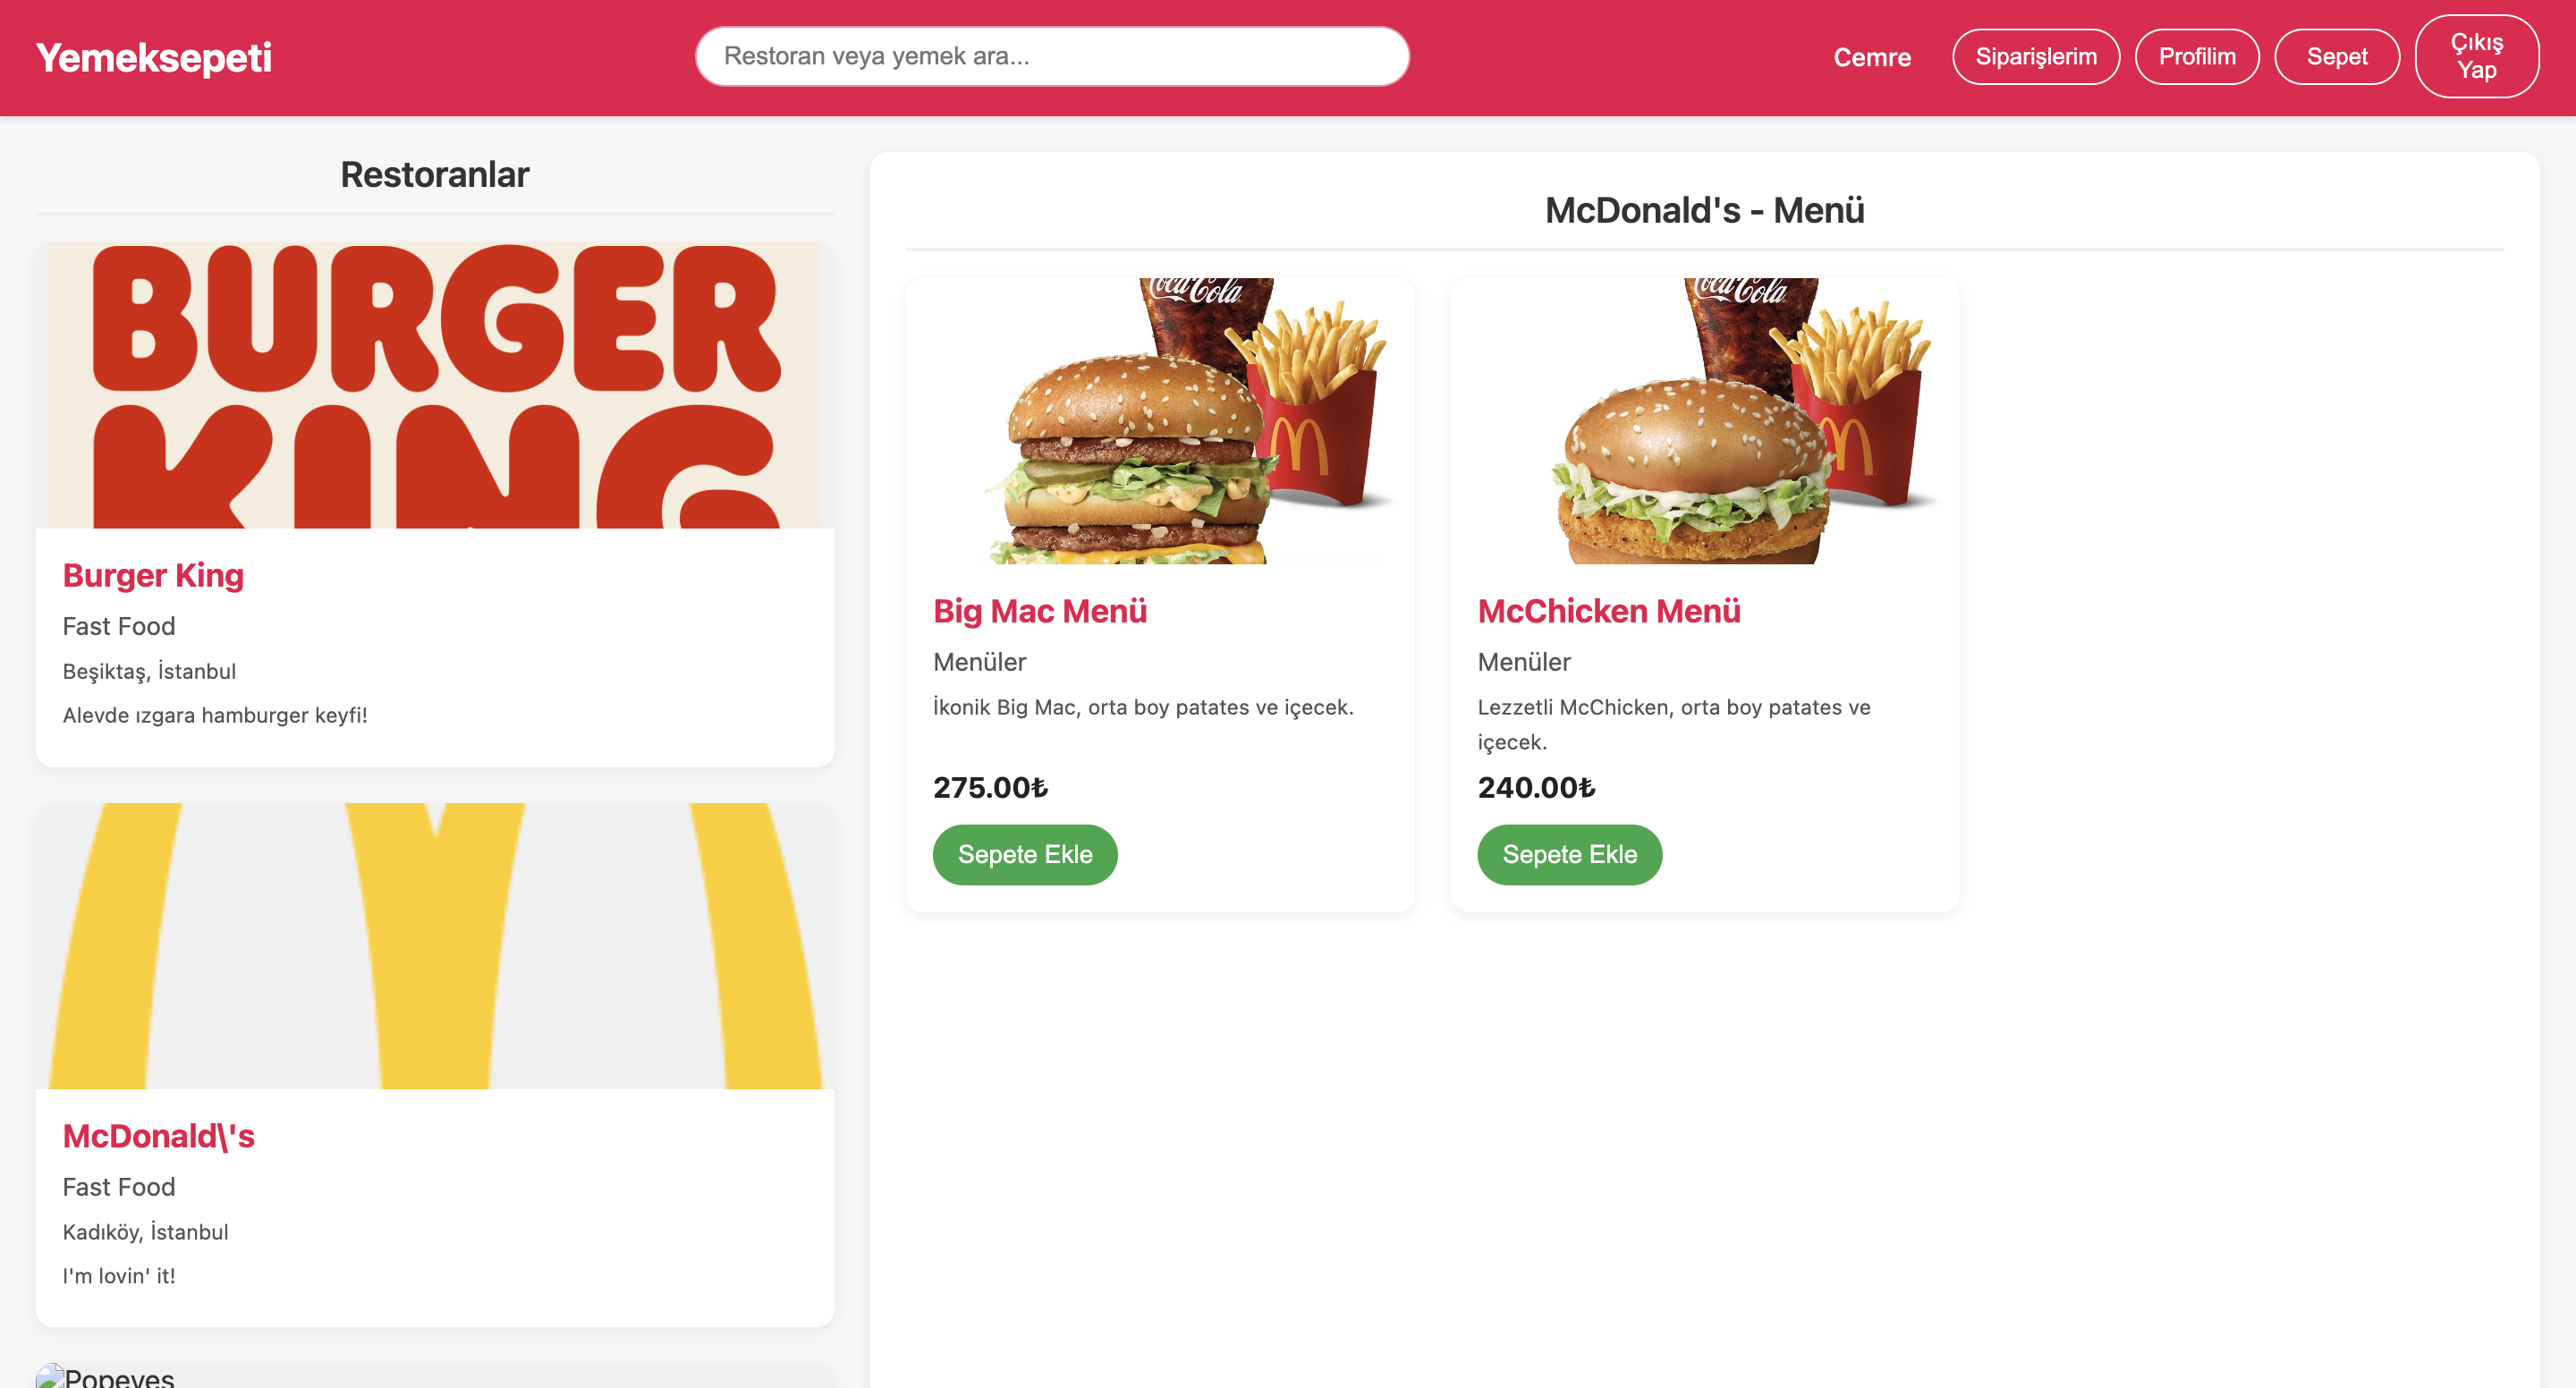 Yemeksepeti
Restoran veya yemek ara...
Cemre
Siparişlerim
Profilim
Sepet
Çıkış
Yap
Restoranlar
BURGER
KING
Burger King
Fast Food
Beşiktaş, İstanbul
Alevde ızgara hamburger keyfi!
McDonald\'s
Fast Food
Kadıköy, İstanbul
I'm lovin' it!
Popeyes
McDonald's - Menü
Coca-Cola
Big Mac Menü
Menüler
İkonik Big Mac, orta boy patates ve içecek.
275.00₺
Sepete Ekle
Coca-Cola
McChicken Menü
Menüler
Lezzetli McChicken, orta boy patates ve
içecek.
240.00₺
Sepete Ekle